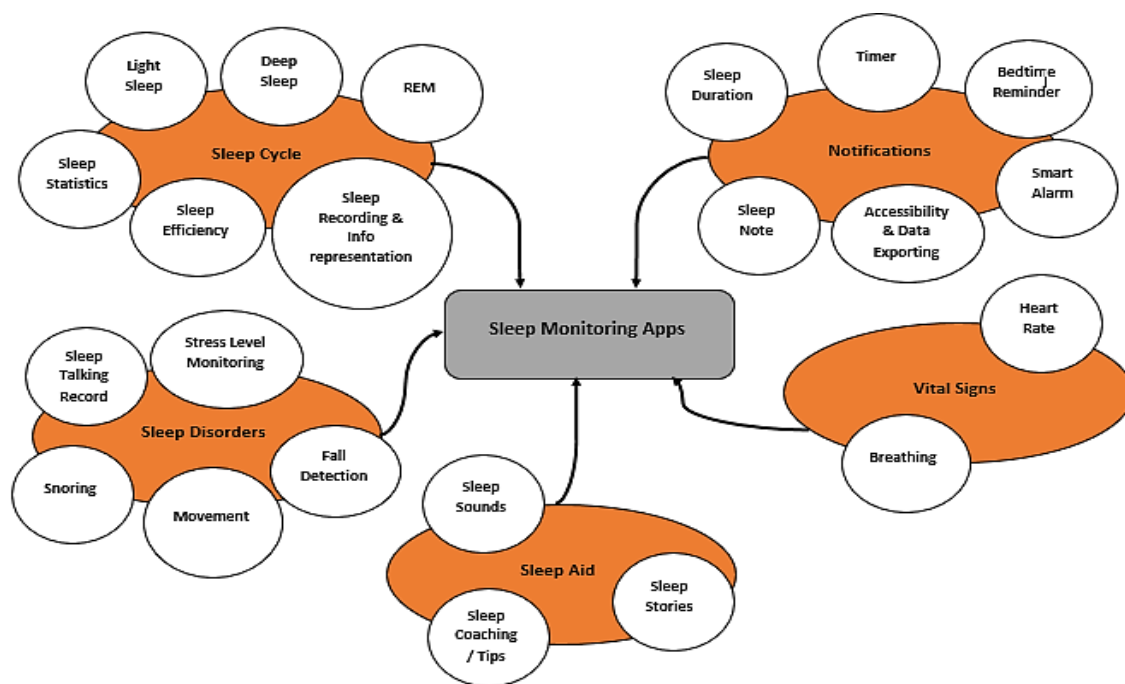 Light
Sleep
Deep
Sleep
REM
Sleep Cycle
Sleep
Statistics
Sleep
Efficiency
Sleep
Recording &
Info
representation
Sleep
Duration
Timer
Bedtime
Reminder
Notifications
Smart
Alarm
Sleep
Note
Accessibility
& Data
Exporting
Sleep Monitoring Apps
Heart
Rate
Vital Signs
Breathing
Sleep
Talking
Record
Stress Level
Monitoring
Sleep Disorders
Fall
Detection
Snoring
Movement
Sleep
Sounds
Sleep Aid
Sleep
Stories
Sleep
Coaching
/ Tips